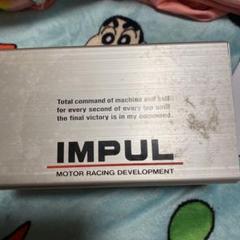 Total command of machine and self
for every second of every lap until
the final victory is in my command.
IMPUL
MOTOR RACING DEVELOPMENT